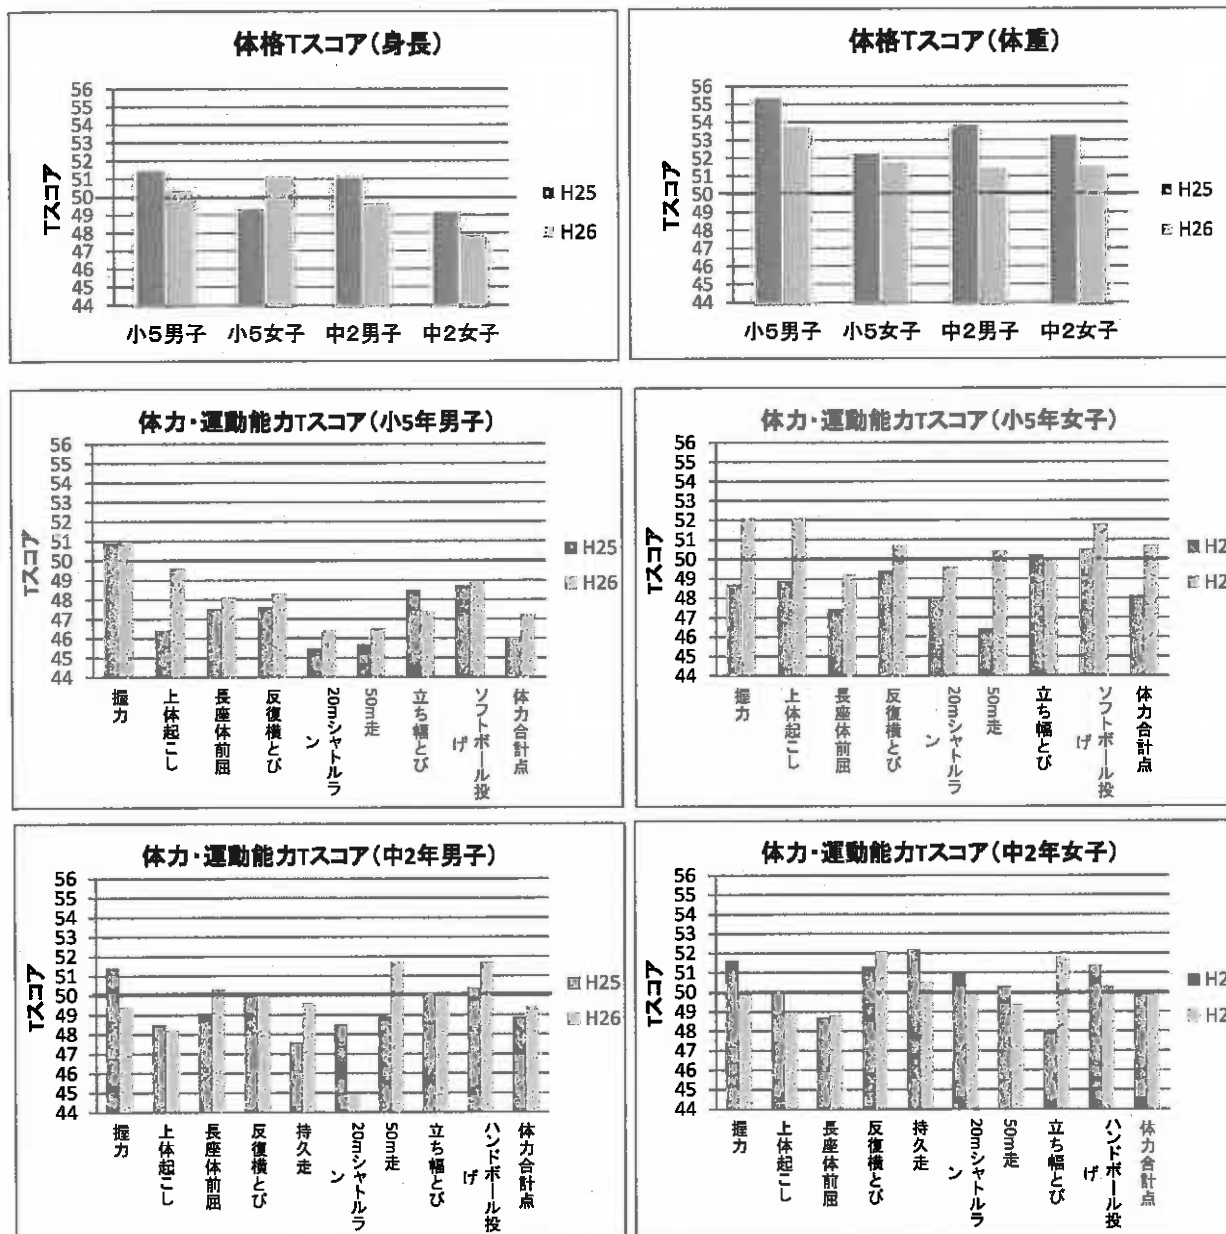 体格Tスコア(身長)
Tスコア
56
55
54
53
52
51
50
49
48
47
46
45
44
小5男子 小5女子 中2男子 中2女子
H25
H26
体格Tスコア(体重)
Tスコア
56
55
54
53
52
51
50
49
48
47
46
45
44
小5男子 小5女子 中2男子 中2女子
H25
H26
体力・運動能力Tスコア(小5年男子)
Tスコア
56
55
54
53
52
51
50
49
48
47
46
45
44
握力
上体起こし
長座体前屈
反復横とび
20mシャトルラ
ン
50m走
立ち幅とび
ソフトボール投
げ
体力合計点
H25
H26
体力・運動能力Tスコア(小5年女子)
Tスコア
56
55
54
53
52
51
50
49
48
47
46
45
44
握力
上体起こし
長座体前屈
反復横とび
20mシャトルラ
ン
50m走
立ち幅とび
ソフトボール投
げ
体力合計点
H2
H2
体力・運動能力Tスコア(中2年男子)
Tスコア
56
55
54
53
52
51
50
49
48
47
46
45
44
握力
上体起こし
長座体前屈
反復横とび
持久走
20mシャトルラ
ン
50m走
立ち幅とび
ハンドボール投
げ
体力合計点
H25
H26
体力・運動能力Tスコア(中2年女子)
Tスコア
56
55
54
53
52
51
50
49
48
47
46
45
44
握力
上体起こし
長座体前屈
反復横とび
持久走
20mシャトルラ
ン
50m走
立ち幅とび
ハンドボール投
げ
体力合計点
H2
H2